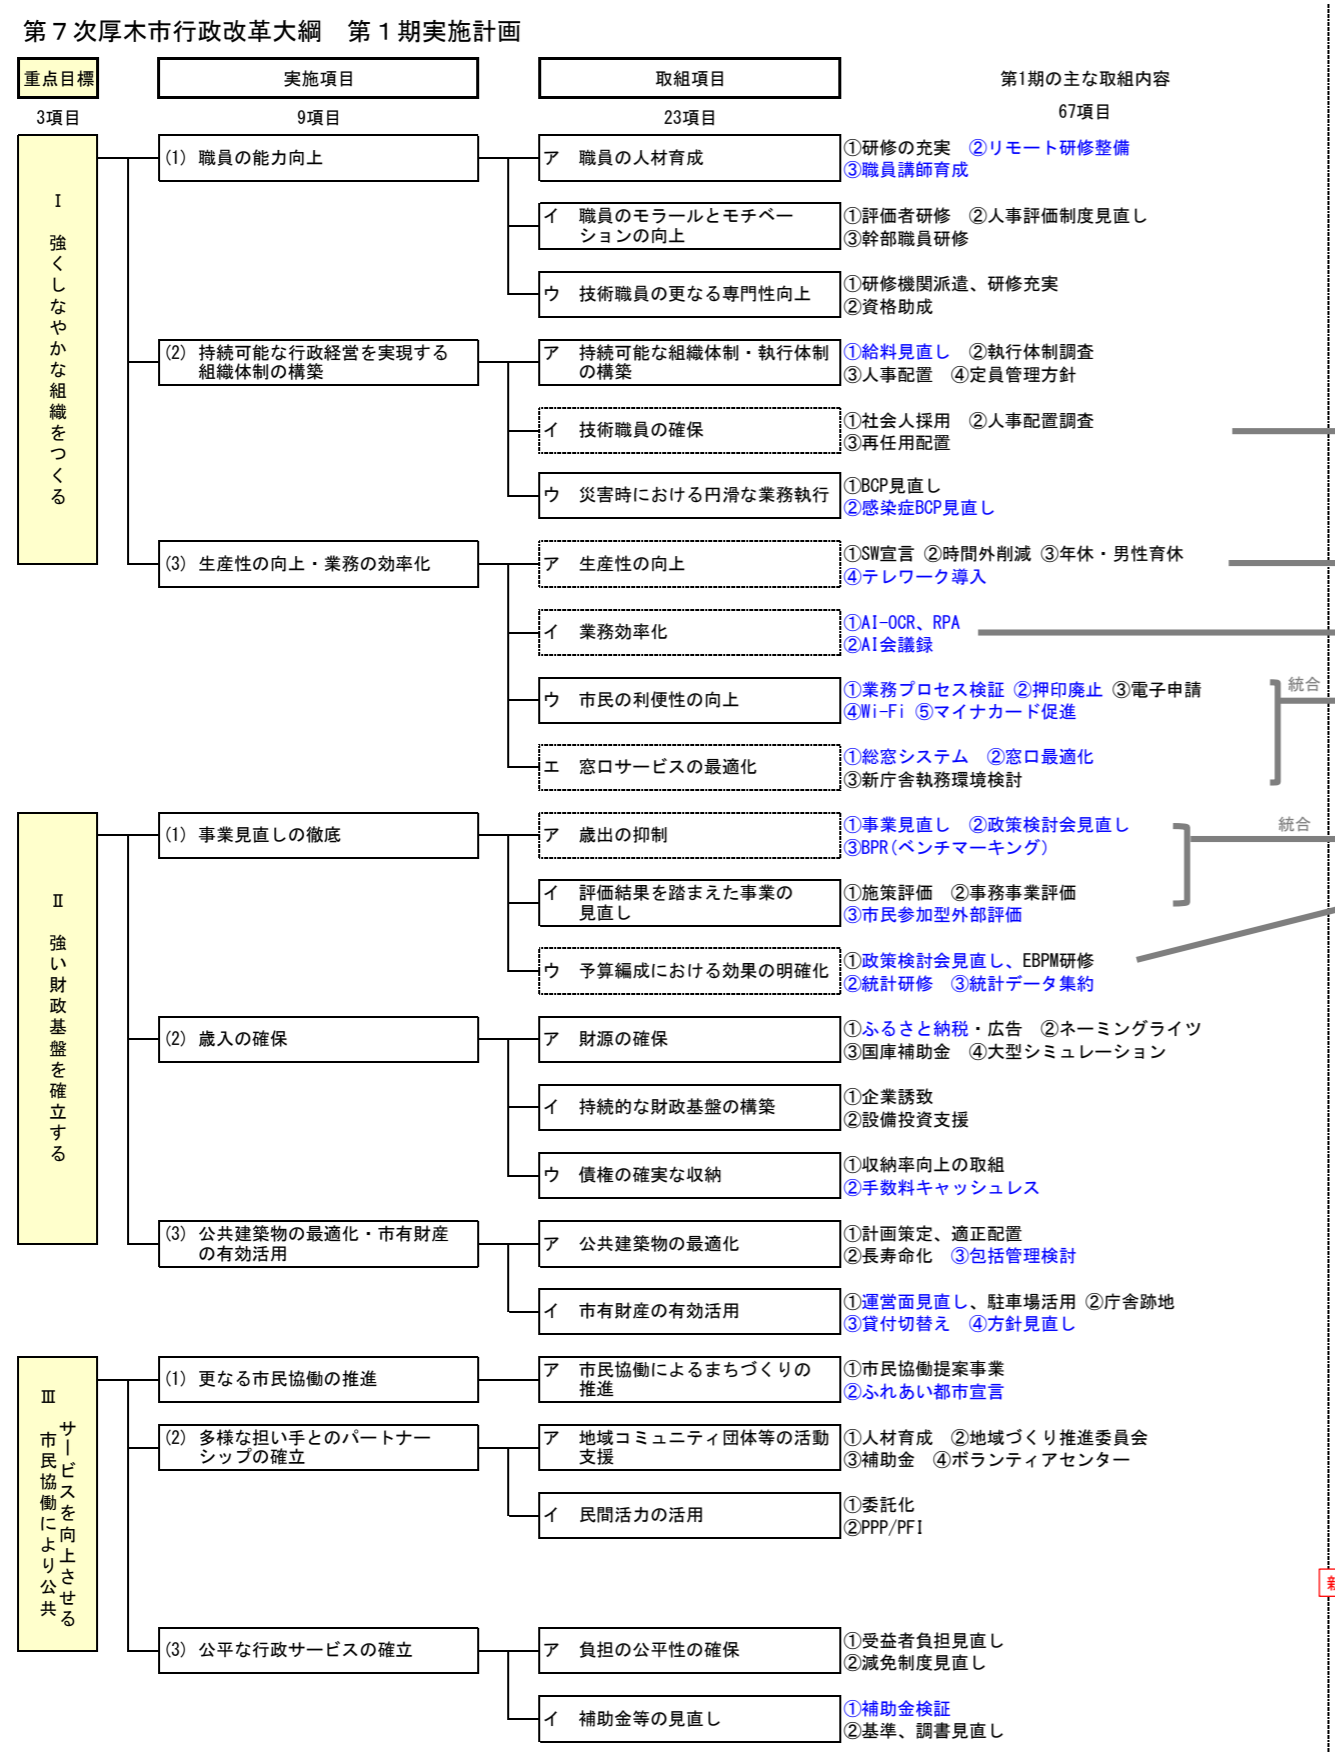 第７次厚木市行政改革大綱　第１期実施計画
重点目標
実施項目
取組項目
第1期の主な取組内容
3項目
9項目
23項目
67項目
Ⅰ　強くしなやかな組織をつくる
(1) 職員の能力向上
ア　職員の人材育成
①研修の充実　②リモート研修整備
③職員講師育成
イ　職員のモラールとモチベー
ションの向上
①評価者研修　②人事評価制度見直し
③幹部職員研修
ウ　技術職員の更なる専門性向上
①研修機関派遣、研修充実
②資格助成
(2) 持続可能な行政経営を実現する
組織体制の構築
ア　持続可能な組織体制・執行体制
の構築
①給料見直し　②執行体制調査
③人事配置　④定員管理方針
イ　技術職員の確保
①社会人採用　②人事配置調査
③再任用配置
ウ　災害時における円滑な業務執行
①BCP見直し
②感染症BCP見直し
(3) 生産性の向上・業務の効率化
ア　生産性の向上
①SW宣言 ②時間外削減 ③年休・男性育休
④テレワーク導入
イ　業務効率化
①AI-OCR、RPA
②AI会議録
ウ　市民の利便性の向上
①業務プロセス検証 ②押印廃止 ③電子申請
④Wi-Fi ⑤マイナカード促進
統合
エ　窓口サービスの最適化
①総窓システム　②窓口最適化
③新庁舎執務環境検討
Ⅱ　強い財政基盤を確立する
(1) 事業見直しの徹底
ア　歳出の抑制
①事業見直し　②政策検討会見直し
③BPR(ベンチマーキング)
統合
イ　評価結果を踏まえた事業の
見直し
①施策評価　②事務事業評価
③市民参加型外部評価
ウ　予算編成における効果の明確化
①政策検討会見直し、EBPM研修
②統計研修　③統計データ集約
(2) 歳入の確保
ア　財源の確保
①ふるさと納税・広告　②ネーミングライツ
③国庫補助金　④大型シミュレーション
イ　持続的な財政基盤の構築
①企業誘致
②設備投資支援
ウ　債権の確実な収納
①収納率向上の取組
②手数料キャッシュレス
(3) 公共建築物の最適化・市有財産
の有効活用
ア　公共建築物の最適化
①計画策定、適正配置
②長寿命化　③包括管理検討
イ　市有財産の有効活用
①運営面見直し、駐車場活用 ②庁舎跡地
③貸付切替え　④方針見直し
Ⅲ　市民協働により公共
サービスを向上させる
(1) 更なる市民協働の推進
ア　市民協働によるまちづくりの
推進
①市民協働提案事業
②ふれあい都市宣言
(2) 多様な担い手とのパートナー
シップの確立
ア　地域コミュニティ団体等の活動
支援
①人材育成　②地域づくり推進委員会
③補助金　④ボランティアセンター
イ　民間活力の活用
①委託化
②PPP/PFI
(3) 公平な行政サービスの確立
ア　負担の公平性の確保
①受益者負担見直し
②減免制度見直し
イ　補助金等の見直し
①補助金検証
②基準、調書見直し